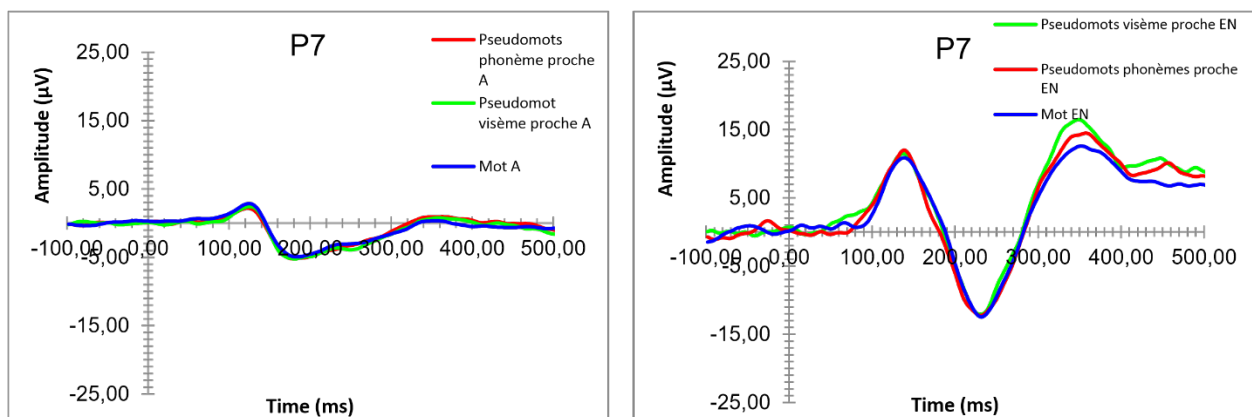 P7
25,00
15,00
5,00
-5,00
-15,00
-25,00
-100,00
0,00
100,00
200,00
300,00
400,00
500,00
Amplitude (µV)
Time (ms)
Pseudomots
phonème proche
A
Pseudomot
visème proche A
Mot A
P7
25,00
15,00
5,00
-5,00
-15,00
-25,00
-100,00
0,00
100,00
200,00
300,00
400,00
500,00
Amplitude (µV)
Time (ms)
Pseudomots visème proche EN
Pseudomots phonèmes proche
EN
Mot EN